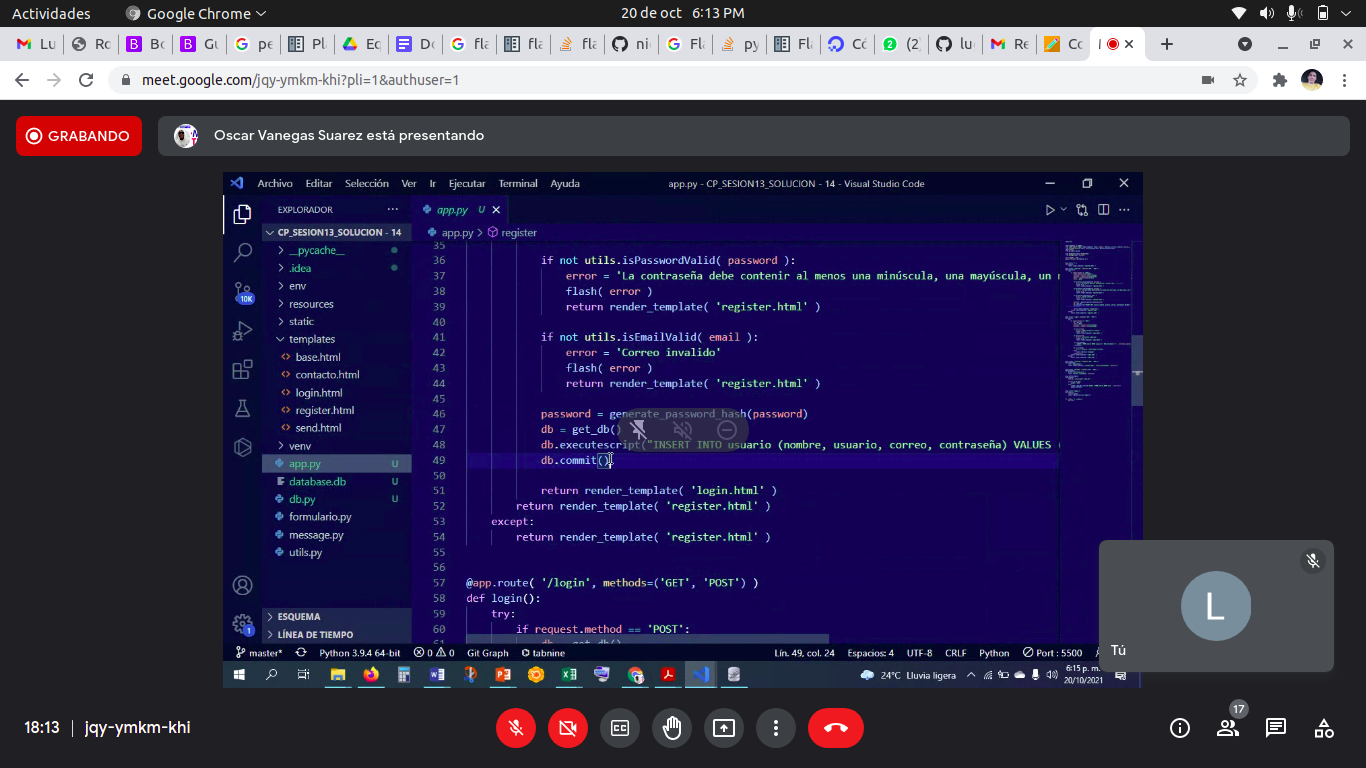 Actividades
Google Chrome
20 de oct 6:13 PM
Lu
Ro
Bo
Gu
pe
Pl
Ec
Do
fla
fla
fla
ni
Fl
py
Fl
Có
(2)
lu
Re
Co
meet.google.com/jqy-ymkm-khi?pli=1&authuser=1
GRABANDO
Oscar Vanegas Suarez está presentando
Archivo Editar Selección Ver Ir Ejecutar Terminal Ayuda
app.py - CP_SESION13_SOLUCION - 14 - Visual Studio Code
EXPLORADOR
app.py U
CP_SESION13_SOLUCION - 14
app.py > register
__pycache__
.idea
env
resources
static
templates
base.html
contacto.html
login.html
register.html
send.html
venv
app.py U
database.db U
db.py U
formulario.py
message.py
utils.py
ESQUEMA
LÍNEA DE TIEMPO
10K
1
35
36 if not utils.isPasswordValid( password ):
37 error = 'La contraseña debe contener al menos una minúscula, una mayúscula, un
38 flash( error )
39 return render_template( 'register.html' )
40
41 if not utils.isEmailValid( email ):
42 error = 'Correo invalido'
43 flash( error )
44 return render_template( 'register.html' )
45
46 password = generate_password_hash(password)
47 db = get_db()
48 db.executescript("INSERT INTO usuario (nombre, usuario, correo, contraseña) VALUES (
49 db.commit()
50
51 return render_template( 'login.html' )
52 return render_template( 'register.html' )
53 except:
54 return render_template( 'register.html' )
55
56
57 @app.route( '/login', methods=('GET', 'POST') )
58 def login():
59 try:
60 if request.method == 'POST':
61 db = get_db()
master* Python 3.9.4 64-bit 0 0 Git Graph tabnine
Lín. 49, col. 24 Espacios: 4 UTF-8 CRLF Python Port : 5500
24°C Lluvia ligera
6:15 p. m.
20/10/2021
L
Tú
18:13 | jqy-ymkm-khi
17